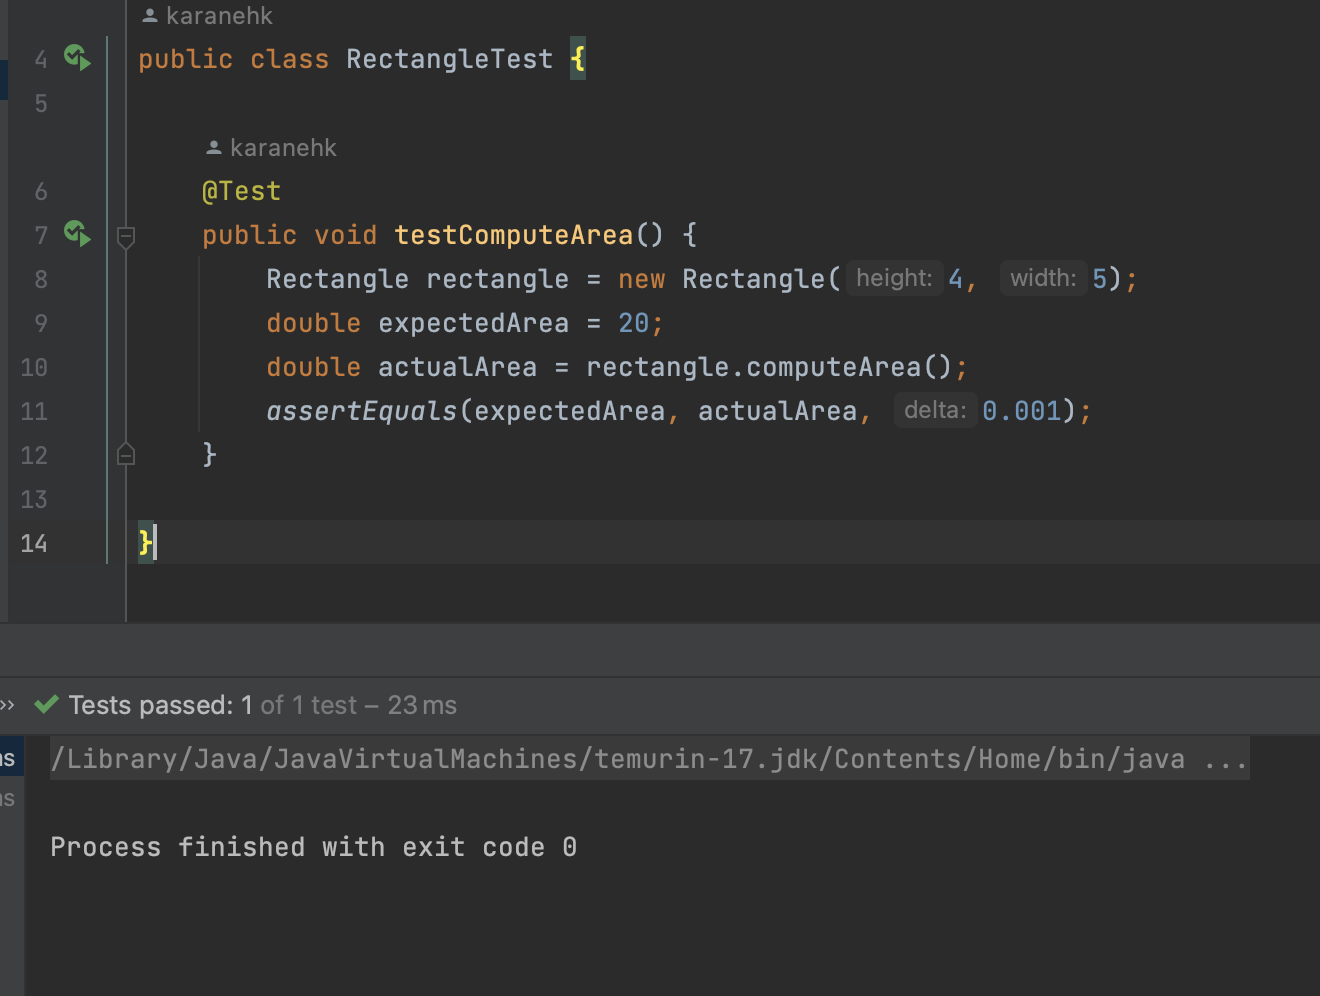 karanehk
4 public class RectangleTest {
5
karanehk
6 @Test
7 public void testComputeArea() {
8 Rectangle rectangle = new Rectangle( height: 4, width: 5);
9 double expectedArea = 20;
10 double actualArea = rectangle.computeArea();
11 assertEquals(expectedArea, actualArea, delta: 0.001);
12 }
13
14 }
>> Tests passed: 1 of 1 test – 23 ms
ms /Library/Java/JavaVirtualMachines/temurin-17.jdk/Contents/Home/bin/java ...
ms
Process finished with exit code 0